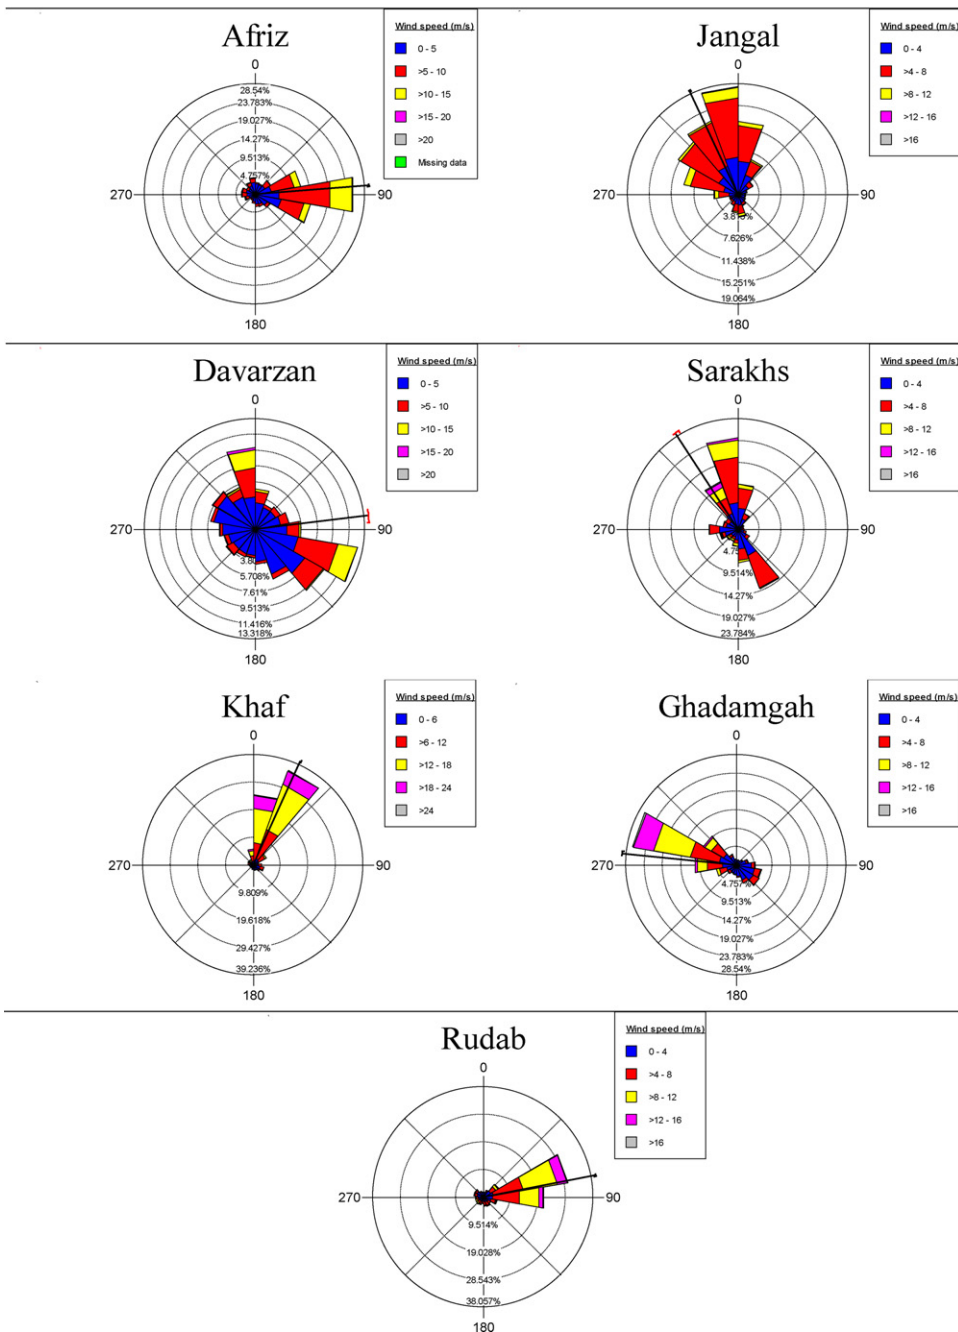 Afriz
Wind speed (m/s)
0 - 5
>5 - 10
>10 - 15
>15 - 20
>20
Missing data
0
28.54%
23.783%
19.027%
14.27%
9.513%
4.757%
270
90
180
Jangal
Wind speed (m/s)
0 - 4
>4 - 8
>8 - 12
>12 - 16
>16
0
270
90
7.626%
11.438%
15.251%
19.064%
180
Davarzan
Wind speed (m/s)
0 - 5
>5 - 10
>10 - 15
>15 - 20
>20
0
270
90
5.708%
7.61%
9.513%
11.416%
13.318%
180
Sarakhs
Wind speed (m/s)
0 - 4
>4 - 8
>8 - 12
>12 - 16
>16
0
270
90
9.514%
14.27%
19.027%
23.784%
180
Khaf
Wind speed (m/s)
0 - 6
>6 - 12
>12 - 18
>18 - 24
>24
0
270
90
9.809%
19.618%
29.427%
39.236%
180
Ghadamgah
Wind speed (m/s)
0 - 4
>4 - 8
>8 - 12
>12 - 16
>16
0
270
90
4.757%
9.513%
14.27%
19.027%
23.783%
28.54%
180
Rudab
Wind speed (m/s)
0 - 4
>4 - 8
>8 - 12
>12 - 16
>16
0
270
90
9.514%
19.028%
28.543%
38.057%
180